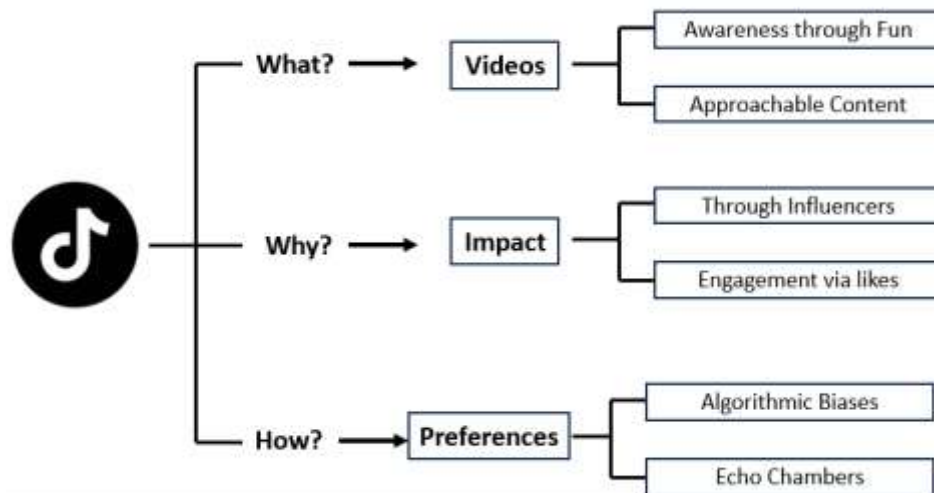 What?
Videos
Awareness through Fun
Approachable Content
Why?
Impact
Through Influencers
Engagement via likes
How?
Preferences
Algorithmic Biases
Echo Chambers